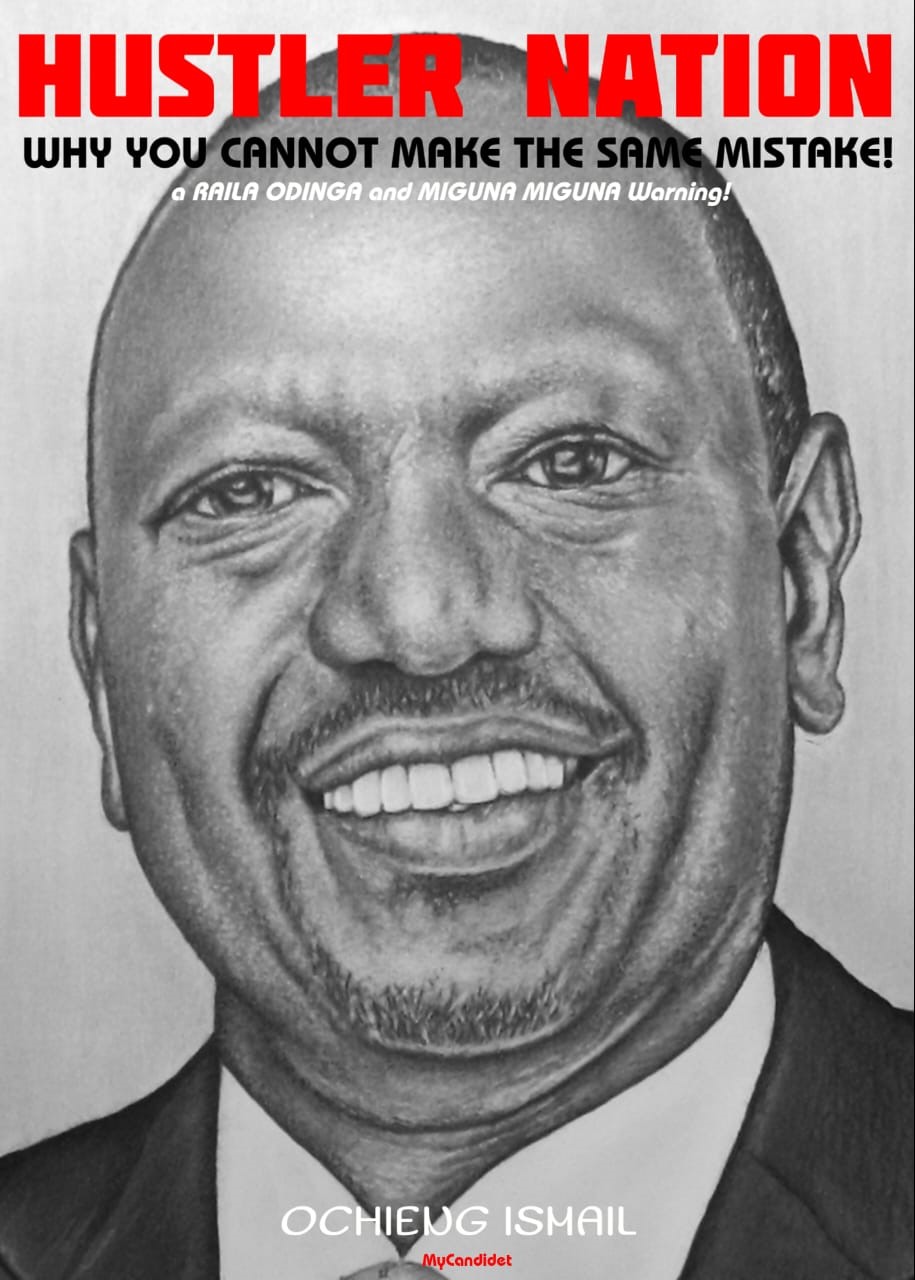 HUSTLER NATION
WHY YOU CANNOT MAKE THE SAME MISTAKE!
a RAILA ODINGA and MIGUNA MIGUNA Warning!
OCHIENG ISMAIL
MyCandidet